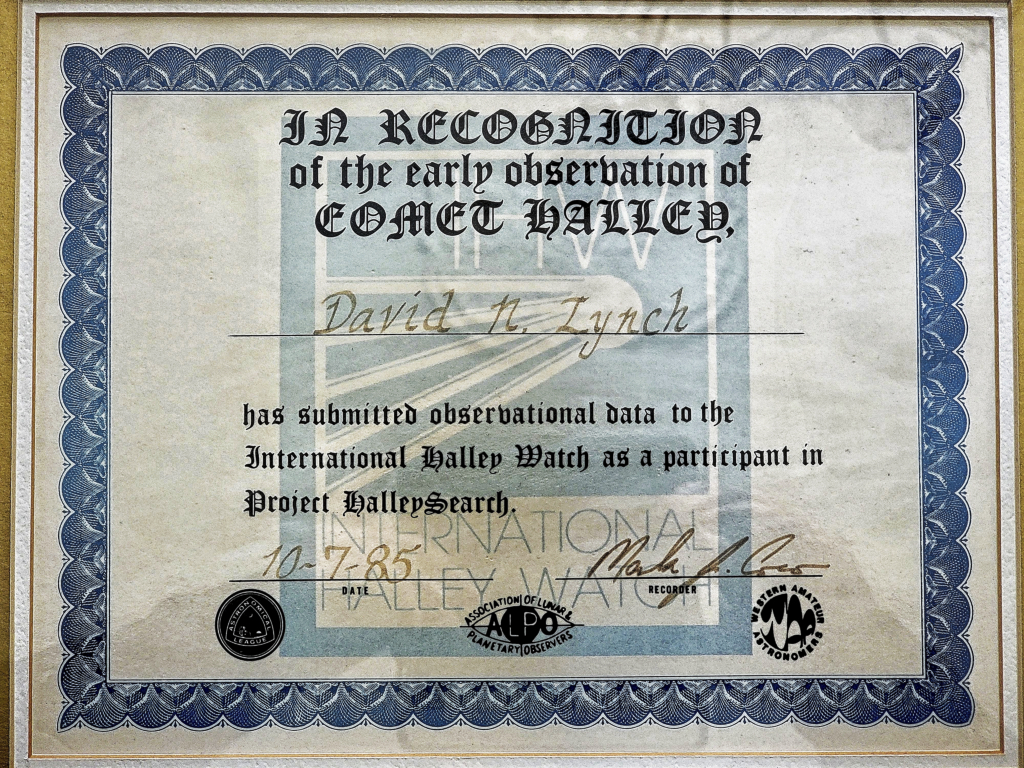 IN RECOGNITION
of the early observation of
COMET HALLEY,
IHW
David N. Lynch
has submitted observational data to the
International Halley Watch as a participant in
Project HalleySearch.
INTERNATIONAL
HALLEY WATCH
10-7-85
DATE
RECORDER
ASTRONOMICAL
LEAGUE
ASSOCIATION OF LUNAR &
ALPO
PLANETARY OBSERVERS
WESTERN AMATEUR
ASTRONOMERS